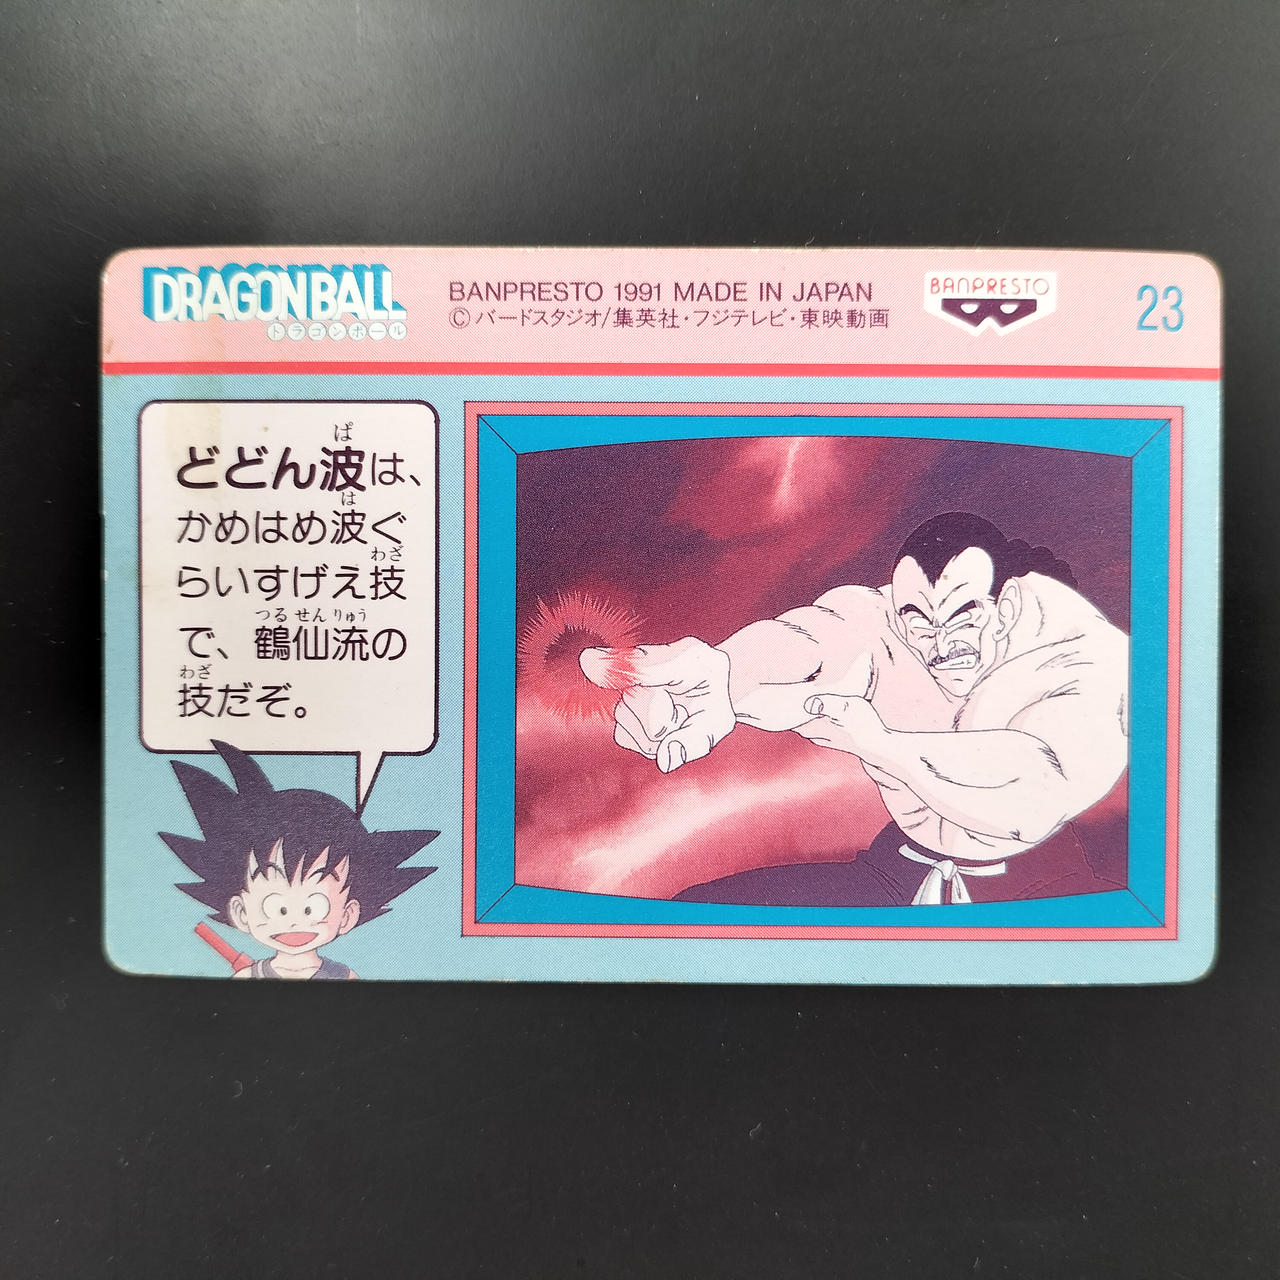 DRAGON BALL
ドラゴンボール
BANPRESTO 1991 MADE IN JAPAN
©バードスタジオ/集英社・フジテレビ・東映動画
BANPRESTO
23
ぱ
どどん波は、
は
かめはめ波ぐ
わざ
らいすげえ技
つるせんりゅう
で、鶴仙流の
わざ
技だぞ。